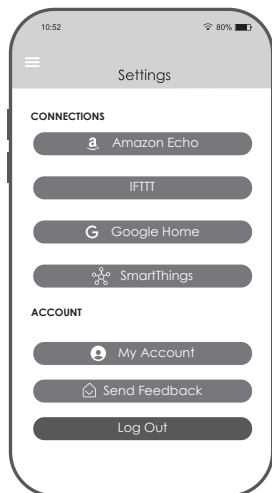 10:52 80%
Settings
CONNECTIONS
a Amazon Echo
IFTTT
G Google Home
SmartThings
ACCOUNT
My Account
Send Feedback
Log Out